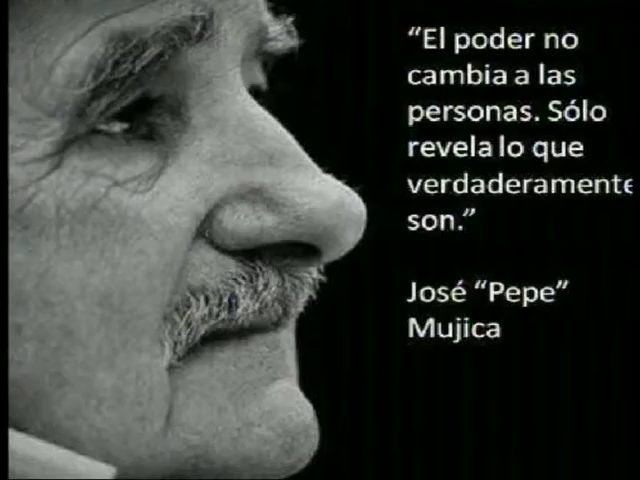 “El poder no
cambia a las
personas. Sólo
revela lo que
verdaderamente
son.”
José “Pepe”
Mujica